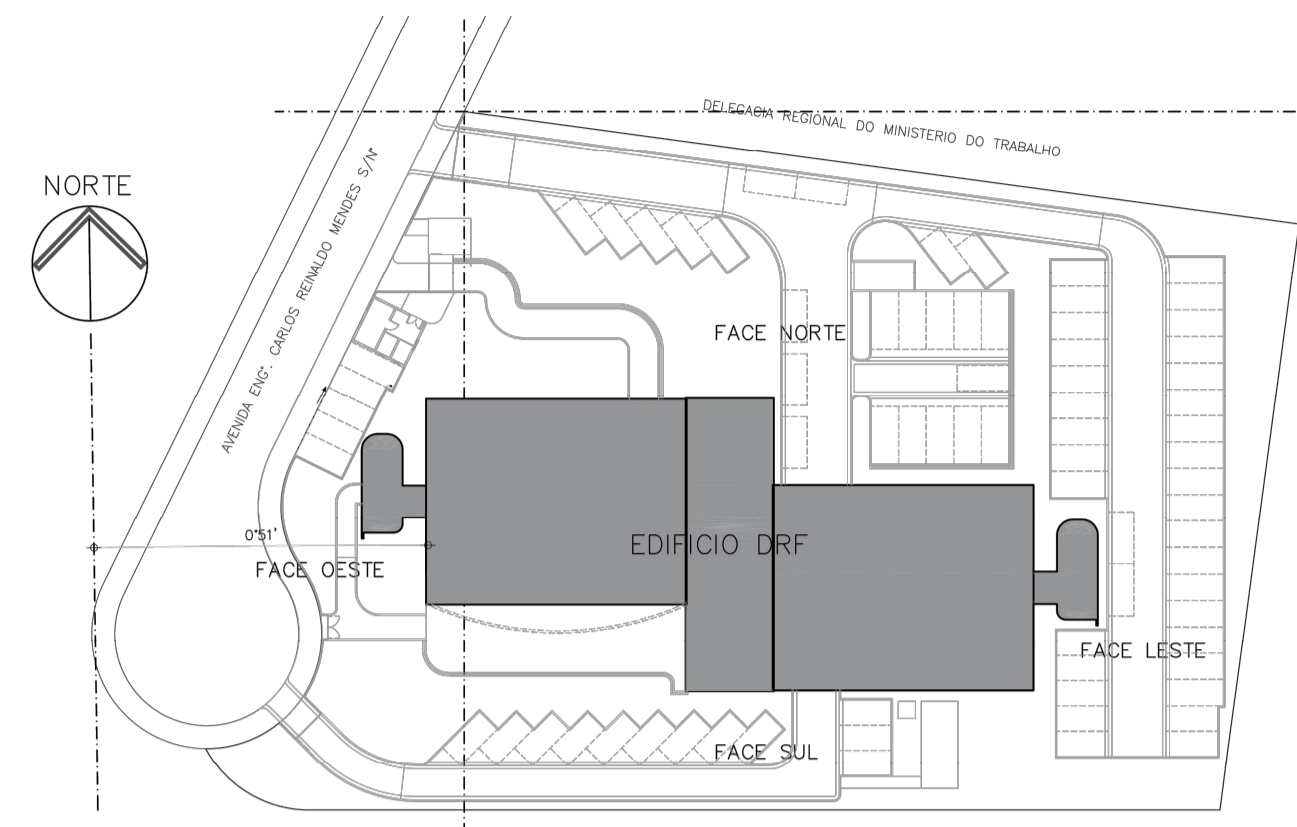 DELEGACIA REGIONAL DO MINISTERIO DO TRABALHO
NORTE
AVENIDA ENGº. CARLOS REINALDO MENDES S/Nº
FACE NORTE
0°51'
EDIFICIO DRF
FACE OESTE
FACE LESTE
FACE SUL